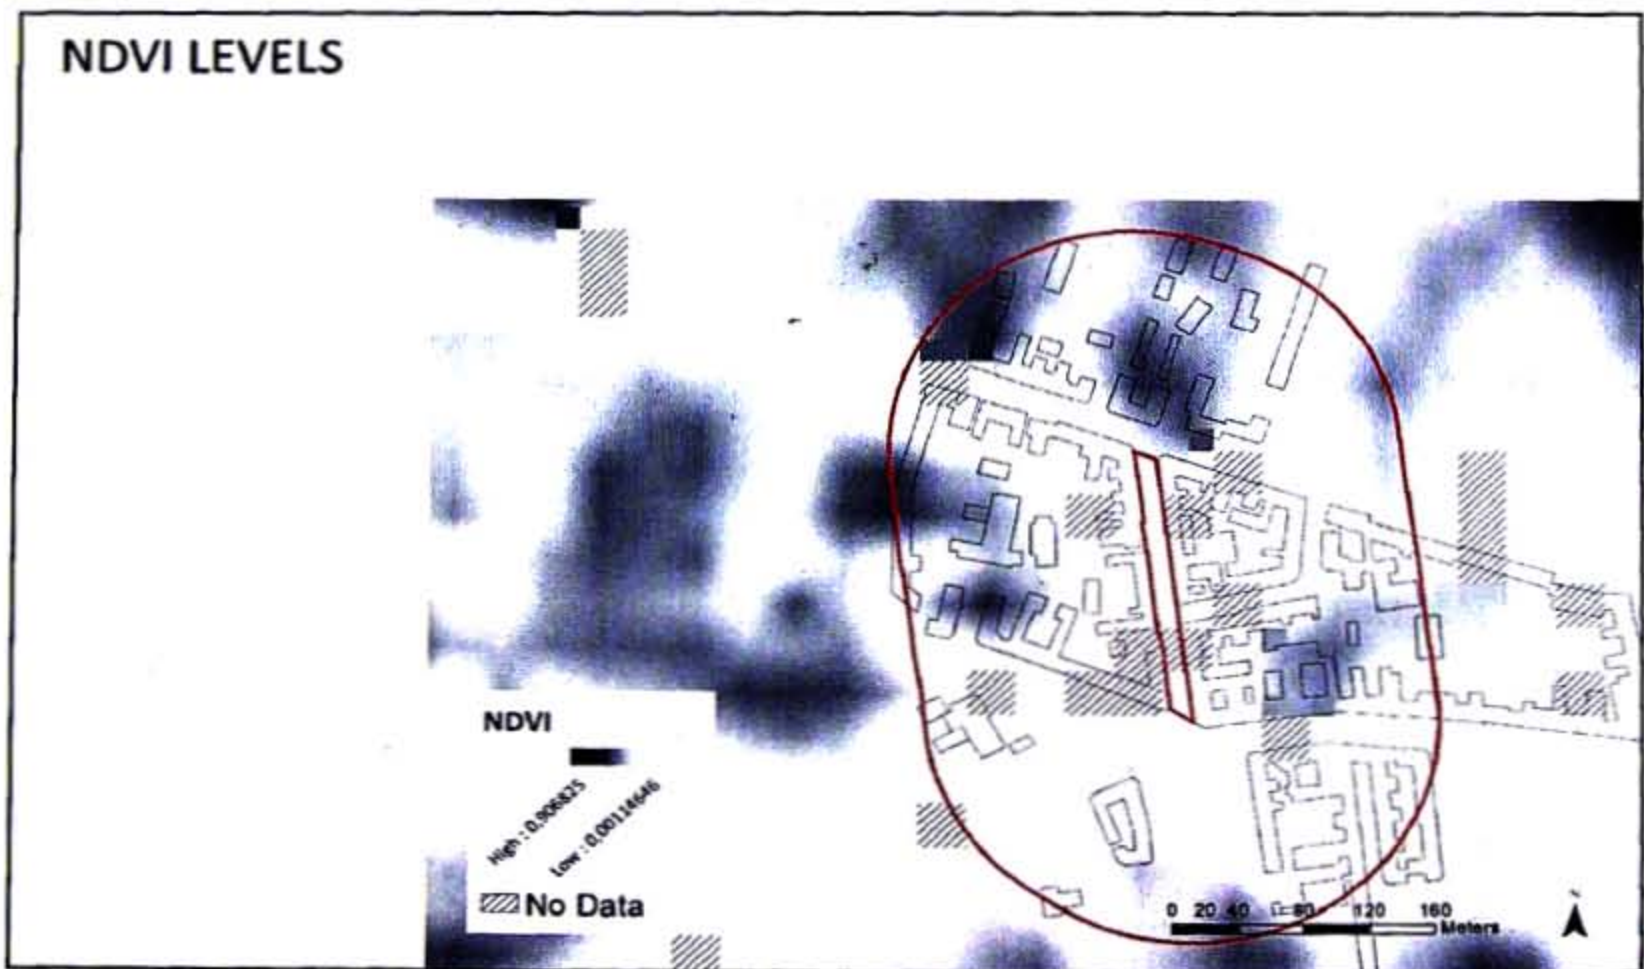 NDVI LEVELS
NDVI
High : 0,906825
Low : 0,00114646
No Data
0 20 40 80 120 160
Meters